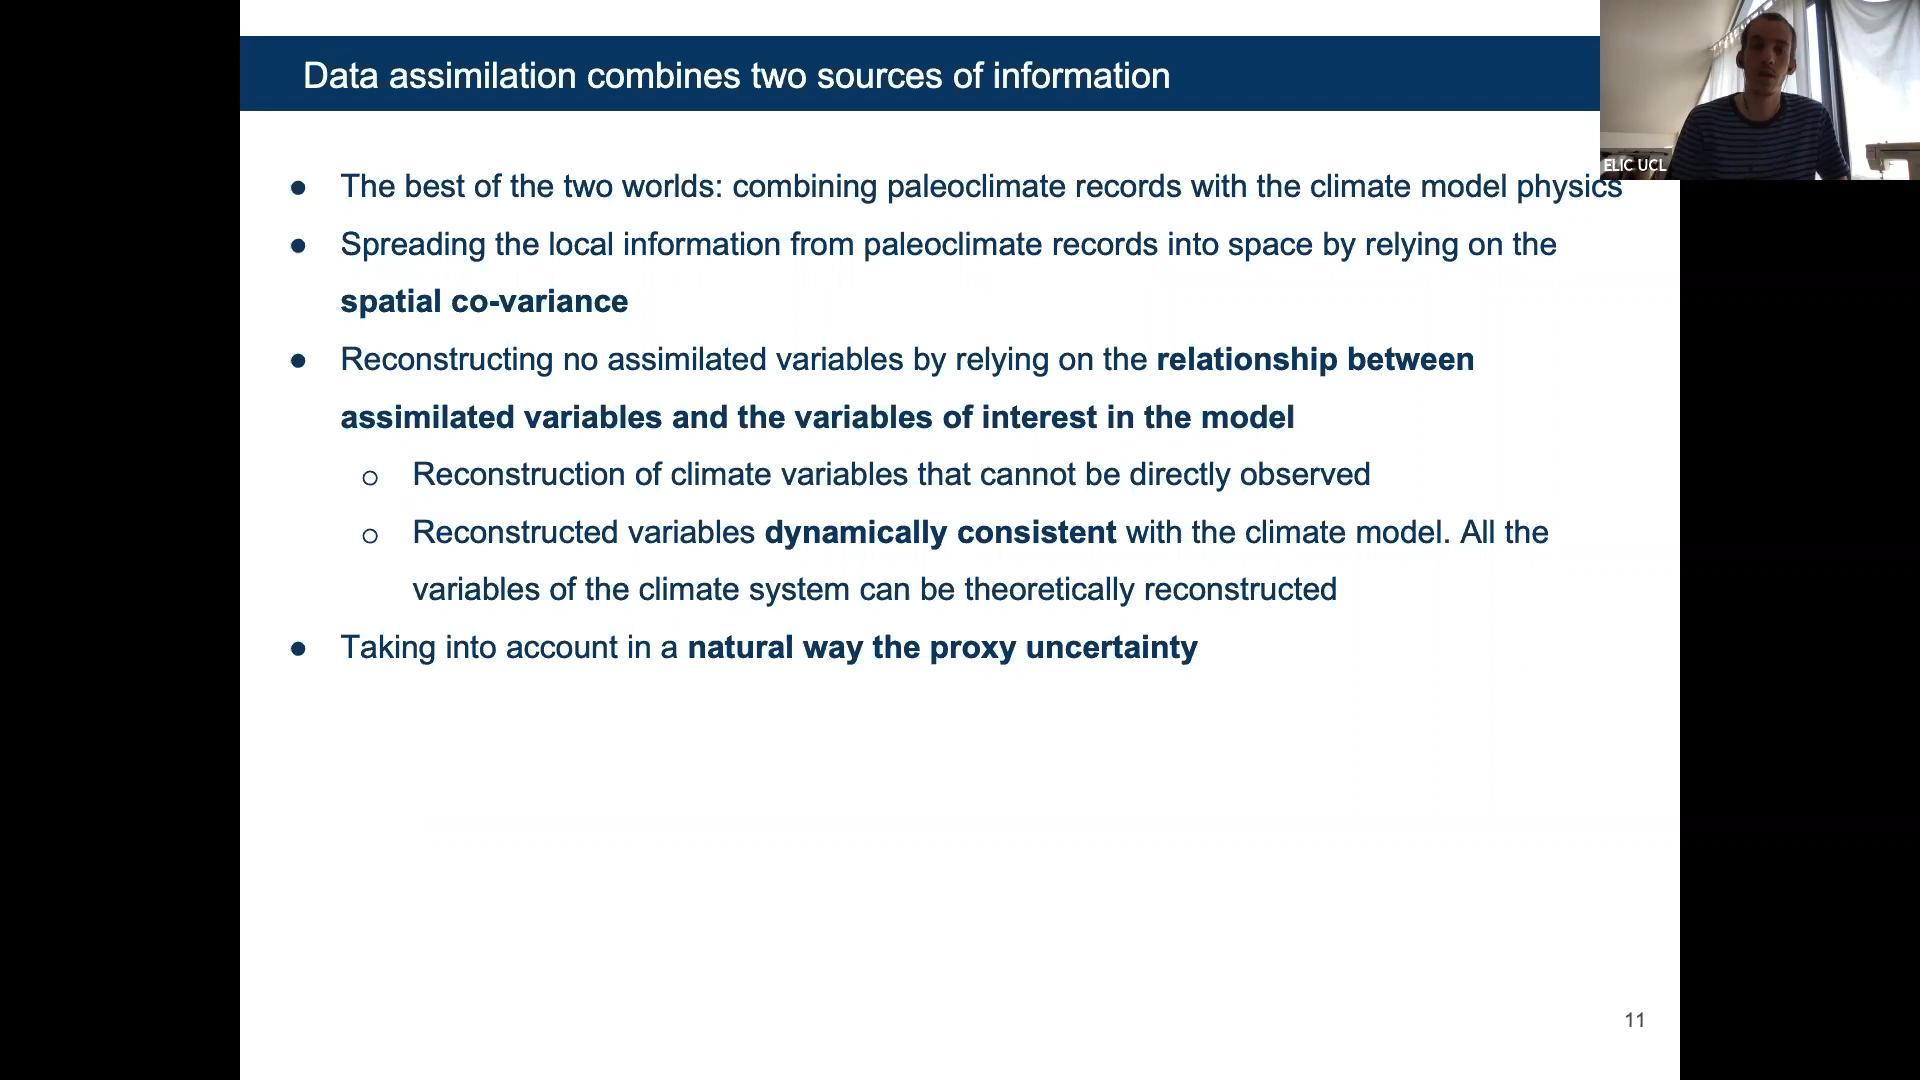 Data assimilation combines two sources of information
ELIC UCL
● The best of the two worlds: combining paleoclimate records with the climate model physics
● Spreading the local information from paleoclimate records into space by relying on the
spatial co-variance
● Reconstructing no assimilated variables by relying on the relationship between
assimilated variables and the variables of interest in the model
○ Reconstruction of climate variables that cannot be directly observed
○ Reconstructed variables dynamically consistent with the climate model. All the
variables of the climate system can be theoretically reconstructed
● Taking into account in a natural way the proxy uncertainty
11